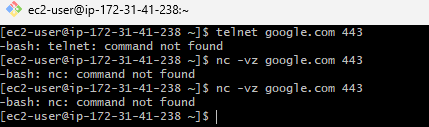 ec2-user@ip-172-31-41-238:~
[ec2-user@ip-172-31-41-238 ~]$ telnet google.com 443
-bash: telnet: command not found
[ec2-user@ip-172-31-41-238 ~]$ nc -vz google.com 443
-bash: nc: command not found
[ec2-user@ip-172-31-41-238 ~]$ nc -vz google.com 443
-bash: nc: command not found
[ec2-user@ip-172-31-41-238 ~]$